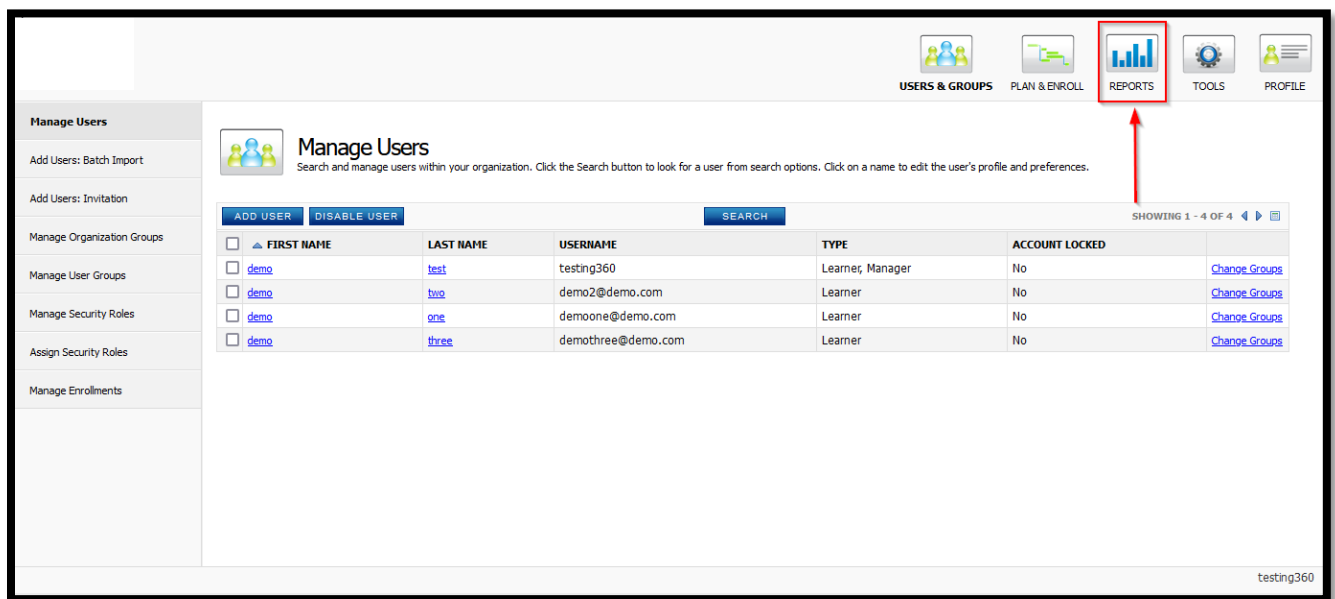 USERS & GROUPS PLAN & ENROLL REPORTS TOOLS PROFILE
Manage Users
Add Users: Batch Import
Add Users: Invitation
Manage Organization Groups
Manage User Groups
Manage Security Roles
Assign Security Roles
Manage Enrollments
Manage Users
Search and manage users within your organization. Click the Search button to look for a user from search options. Click on a name to edit the user's profile and preferences.
ADD USER DISABLE USER SEARCH SHOWING 1 - 4 OF 4
FIRST NAME LAST NAME USERNAME TYPE ACCOUNT LOCKED
demo test testing360 Learner, Manager No Change Groups
demo two demo2@demo.com Learner No Change Groups
demo one demoone@demo.com Learner No Change Groups
demo three demothree@demo.com Learner No Change Groups
testing360